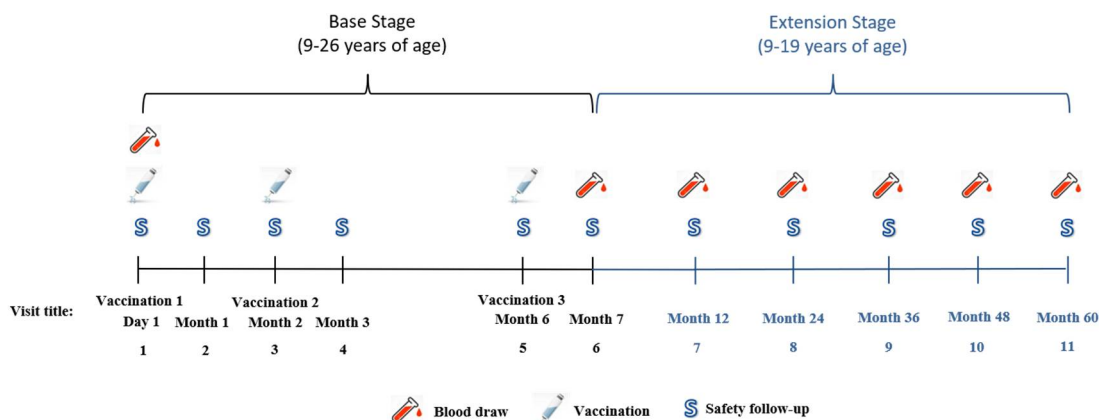 Base Stage
(9-26 years of age)
Extension Stage
(9-19 years of age)
S S S S S S S S S S S
Vaccination 1 Vaccination 2 Vaccination 3
Visit title: Day 1 Month 1 Month 2 Month 3 Month 6 Month 7 Month 12 Month 24 Month 36 Month 48 Month 60
1 2 3 4 5 6 7 8 9 10 11
Blood draw Vaccination S Safety follow-up